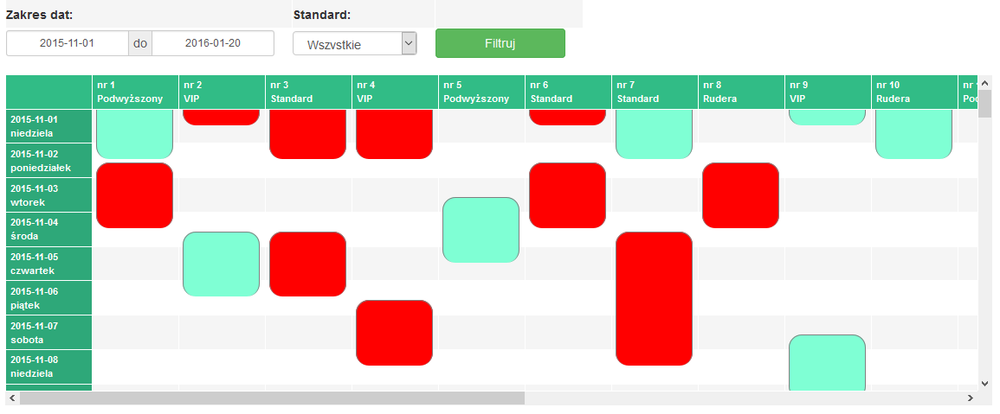 Zakres dat: Standard:
2015-11-01 do 2016-01-20 Wszystkie Filtruj
nr 1 nr 2 nr 3 nr 4 nr 5 nr 6 nr 7 nr 8 nr 9 nr 10 nr
Podwyższony VIP Standard VIP Podwyższony Standard Standard Rudera VIP Rudera
2015-11-01
niedziela
2015-11-02
poniedziałek
2015-11-03
wtorek
2015-11-04
środa
2015-11-05
czwartek
2015-11-06
piątek
2015-11-07
sobota
2015-11-08
niedziela